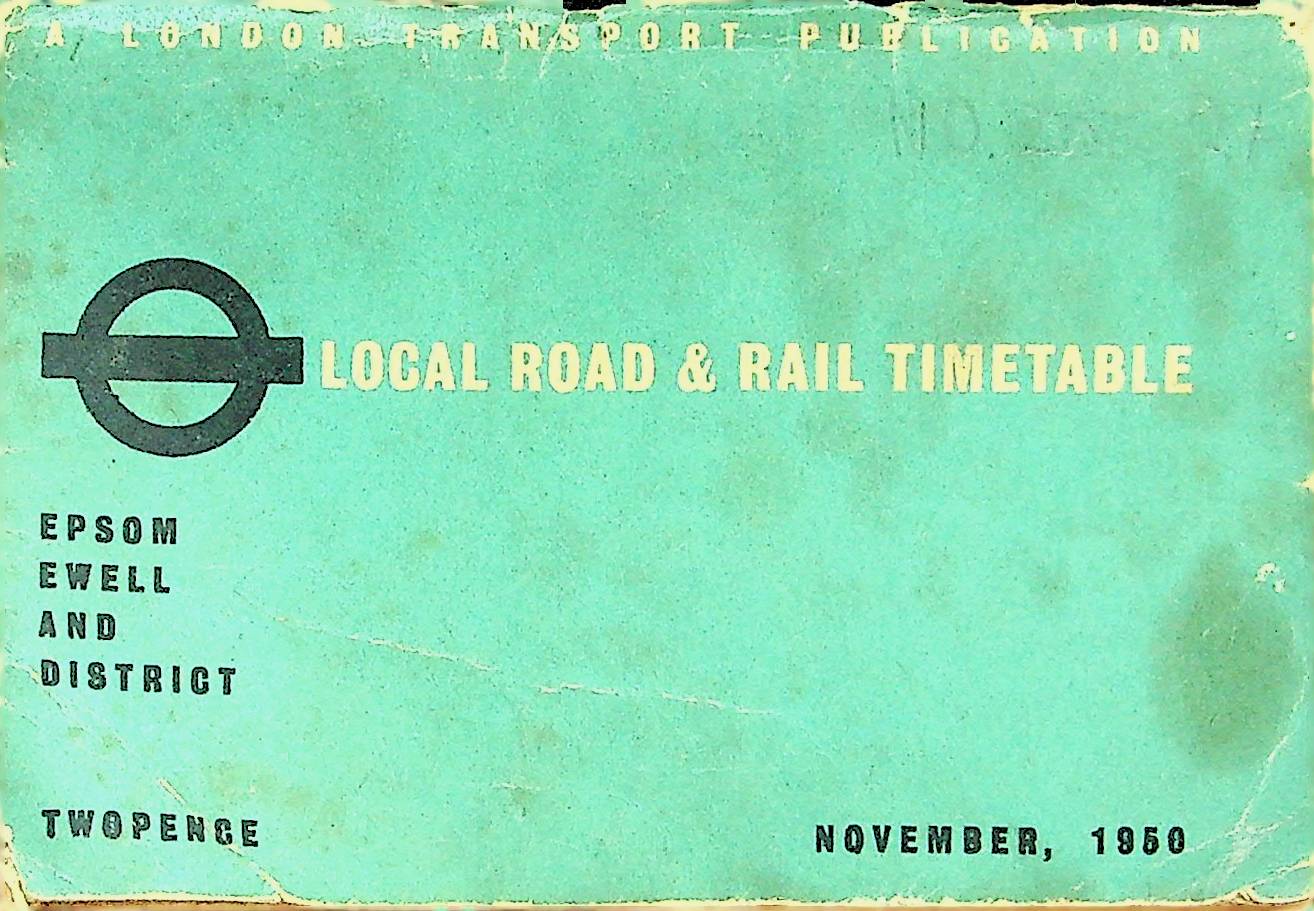 A LONDON TRANSPORT PUBLICATION
LOCAL ROAD & RAIL TIMETABLE
EPSOM
EWELL
AND
DISTRICT
TWOPENCE
NOVEMBER, 1950